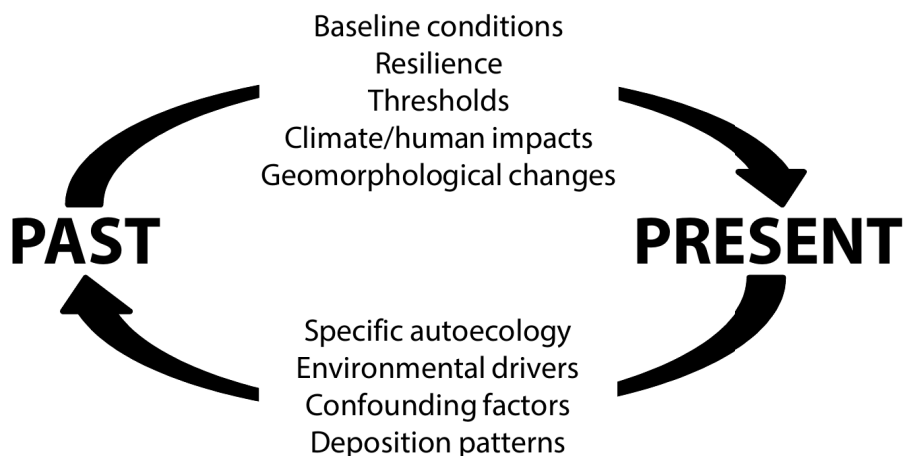 Baseline conditions
Resilience
Thresholds
Climate/human impacts
Geomorphological changes
PAST
PRESENT
Specific autoecology
Environmental drivers
Confounding factors
Deposition patterns